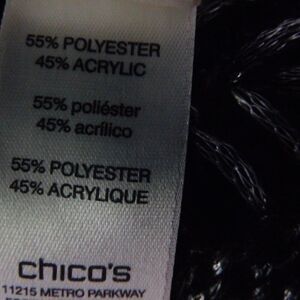 55% POLYESTER
45% ACRYLIC
55% poliéster
45% acrílico
55% POLYESTER
45% ACRYLIQUE
chico's
11215 METRO PARKWAY